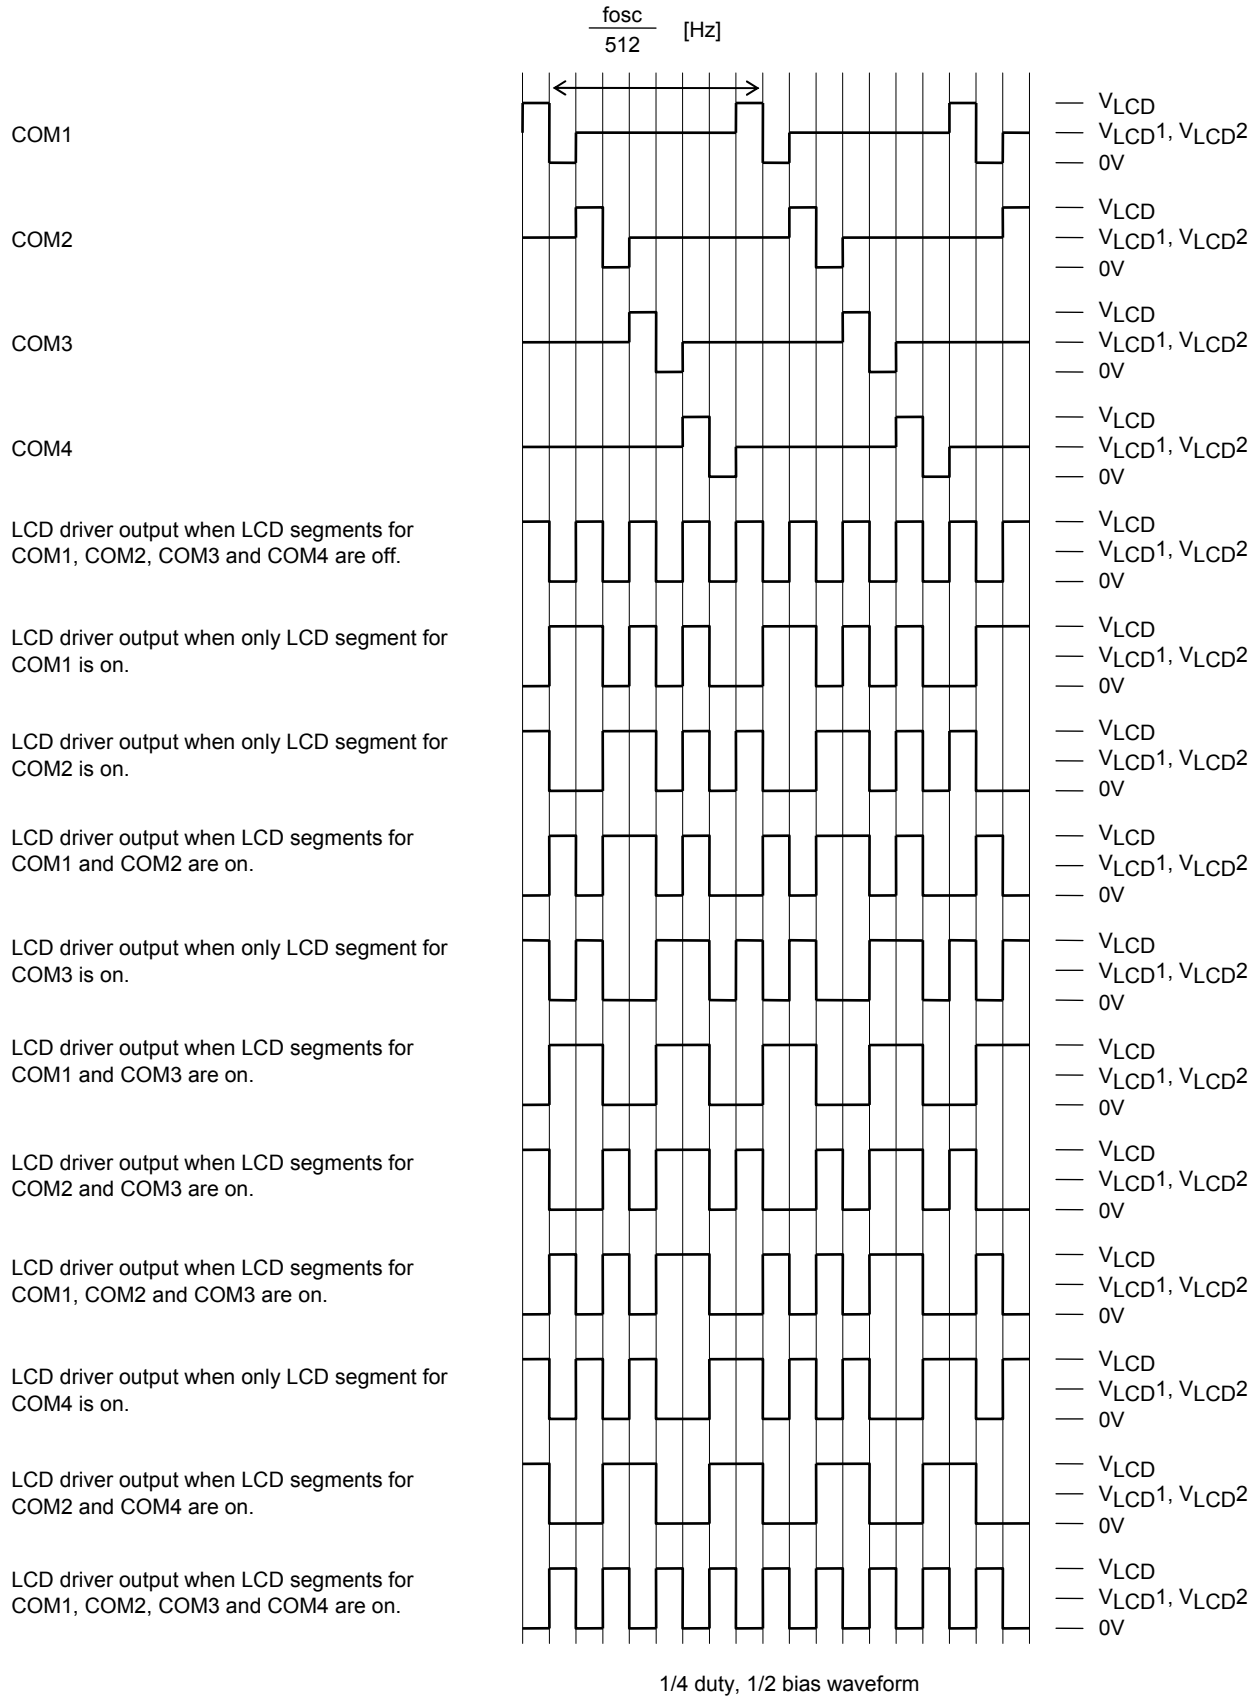 fosc
512
[Hz]
COM1
VLCD
VLCD1, VLCD2
0V
COM2
VLCD
VLCD1, VLCD2
0V
COM3
VLCD
VLCD1, VLCD2
0V
COM4
VLCD
VLCD1, VLCD2
0V
LCD driver output when LCD segments for
COM1, COM2, COM3 and COM4 are off.
VLCD
VLCD1, VLCD2
0V
LCD driver output when only LCD segment for
COM1 is on.
VLCD
VLCD1, VLCD2
0V
LCD driver output when only LCD segment for
COM2 is on.
VLCD
VLCD1, VLCD2
0V
LCD driver output when LCD segments for
COM1 and COM2 are on.
VLCD
VLCD1, VLCD2
0V
LCD driver output when only LCD segment for
COM3 is on.
VLCD
VLCD1, VLCD2
0V
LCD driver output when LCD segments for
COM1 and COM3 are on.
VLCD
VLCD1, VLCD2
0V
LCD driver output when LCD segments for
COM2 and COM3 are on.
VLCD
VLCD1, VLCD2
0V
LCD driver output when LCD segments for
COM1, COM2 and COM3 are on.
VLCD
VLCD1, VLCD2
0V
LCD driver output when only LCD segment for
COM4 is on.
VLCD
VLCD1, VLCD2
0V
LCD driver output when LCD segments for
COM2 and COM4 are on.
VLCD
VLCD1, VLCD2
0V
LCD driver output when LCD segments for
COM1, COM2, COM3 and COM4 are on.
VLCD
VLCD1, VLCD2
0V
1/4 duty, 1/2 bias waveform